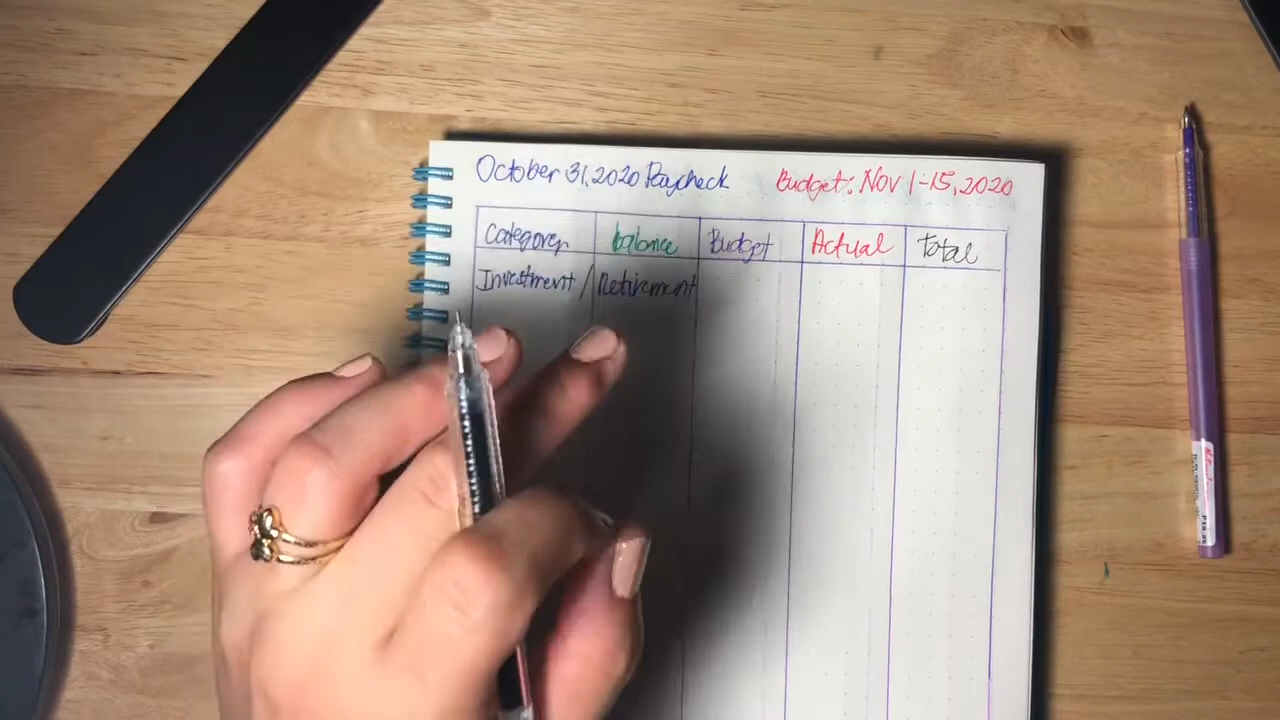 October 31, 2020 Paycheck Budget: Nov 1-15, 2020
Category balance Budget Actual Total
Investment / Retirement